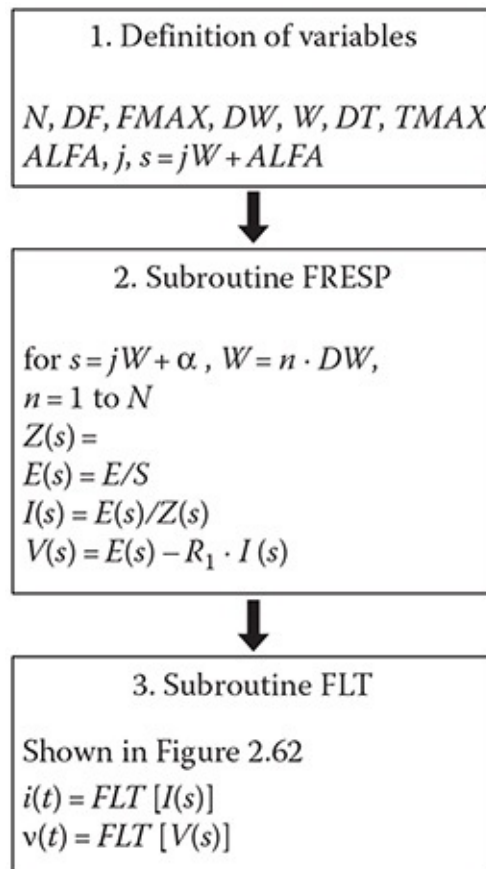 1. Definition of variables
N, DF, FMAX, DW, W, DT, TMAX
ALFA, j, s = jW + ALFA
2. Subroutine FRESP
for s = jW + α , W = n · DW,
n = 1 to N
Z(s) =
E(s) = E/S
I(s) = E(s)/Z(s)
V(s) = E(s) – R₁ · I (s)
3. Subroutine FLT
Shown in Figure 2.62
i(t) = FLT [I(s)]
ν(t) = FLT [V(s)]